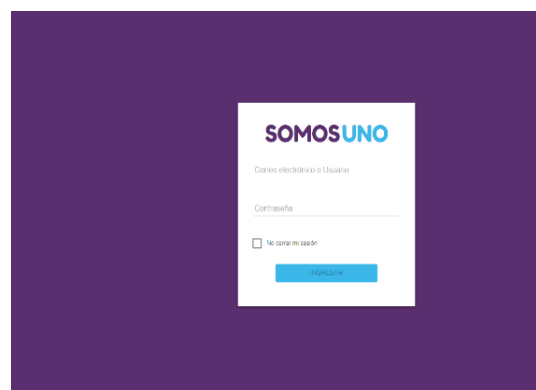 SOMOSUNO
Correo electrónico o Usuario
Contraseña
No cerrar mi sesión
INGRESAR